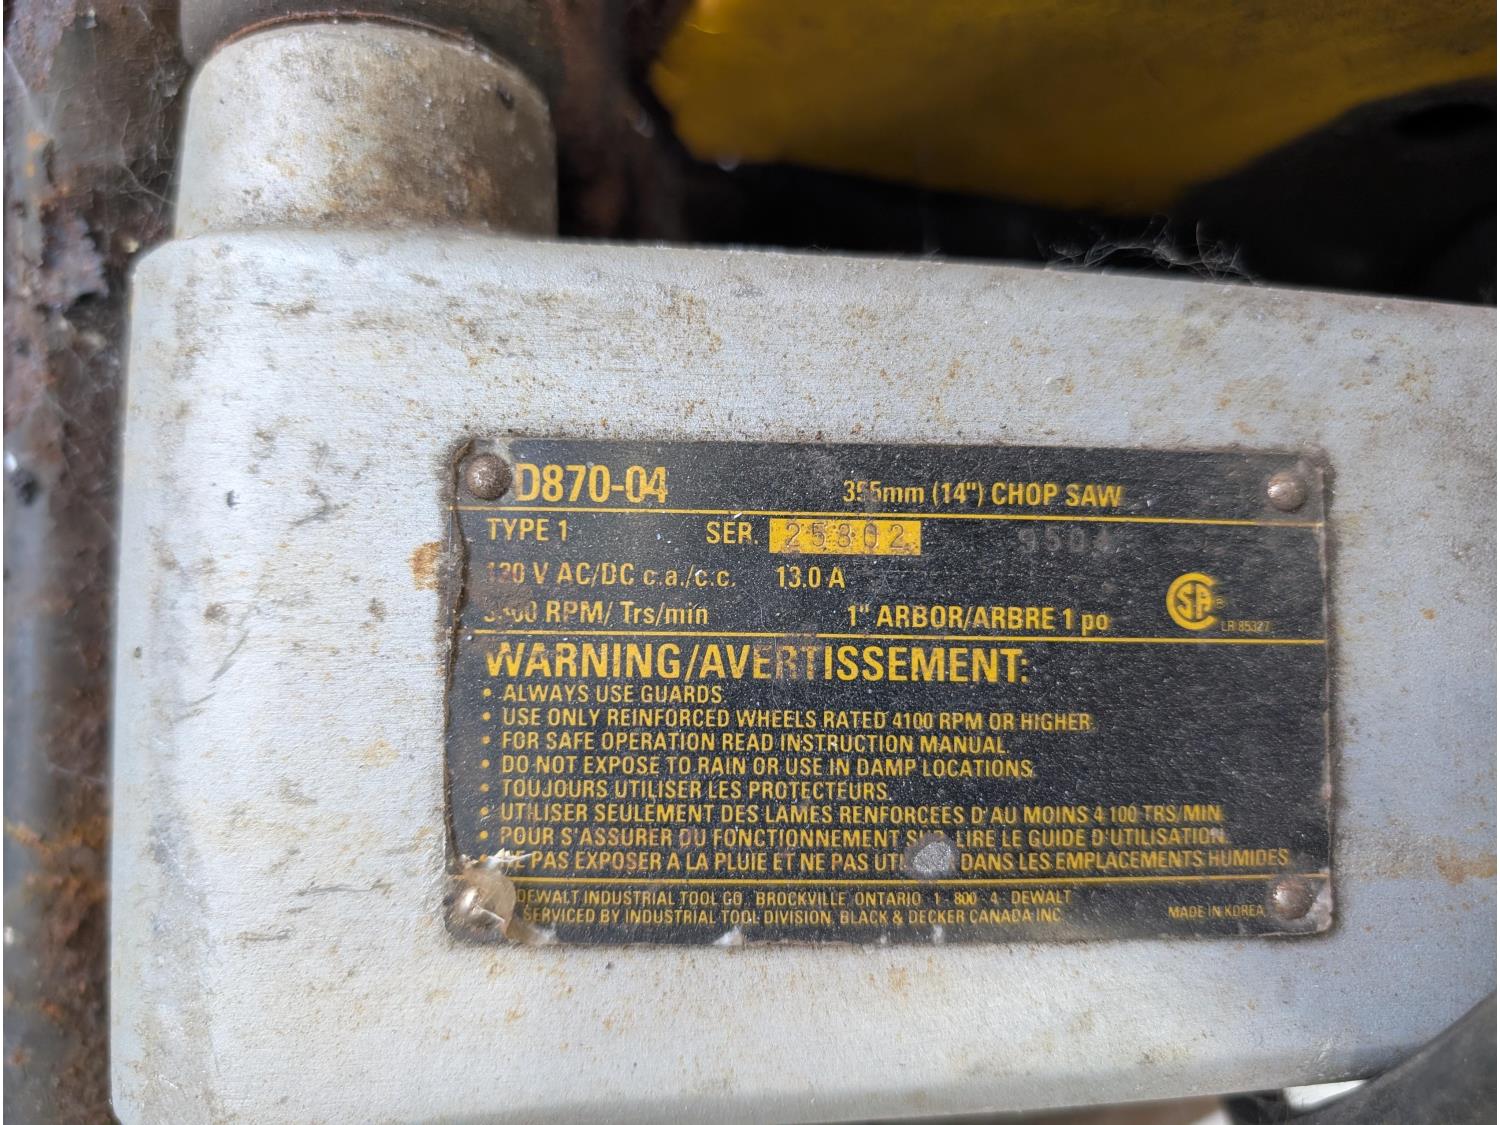 D870-04 355mm (14") CHOP SAW
TYPE 1 SER. 25302 9504
120 V AC/DC c.a./c.c. 13.0 A
RPM/ Trs/min 1" ARBOR/ARBRE 1 po
SA ® LR 85327
WARNING/AVERTISSEMENT:
• ALWAYS USE GUARDS.
• USE ONLY REINFORCED WHEELS RATED 4100 RPM OR HIGHER.
• FOR SAFE OPERATION READ INSTRUCTION MANUAL.
• DO NOT EXPOSE TO RAIN OR USE IN DAMP LOCATIONS.
• TOUJOURS UTILISER LES PROTECTEURS.
• UTILISER SEULEMENT DES LAMES RENFORCEES D'AU MOINS 4 100 TRS/MIN.
• POUR S'ASSURER DU FONCTIONNEMENT SUR, LIRE LE GUIDE D'UTILISATION.
• NE PAS EXPOSER A LA PLUIE ET NE PAS DANS LES EMPLACEMENTS HUMIDES.
DEWALT INDUSTRIAL TOOL CO. BROCKVILLE ONTARIO 1-800-4-DEWALT
SERVICED BY INDUSTRIAL TOOL DIVISION, BLACK & DECKER CANADA INC. MADE IN KOREA